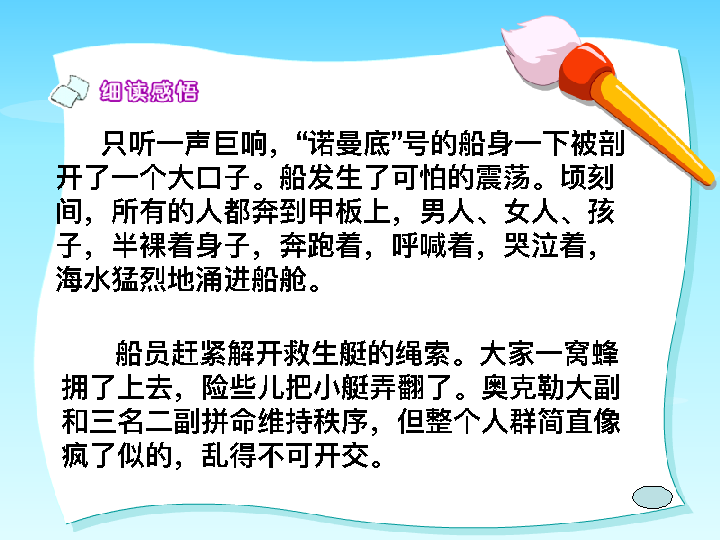 细读感悟
只听一声巨响，“诺曼底”号的船身一下被剖
开了一个大口子。船发生了可怕的震荡。顷刻
间，所有的人都奔到甲板上，男人、女人、孩
子，半裸着身子，奔跑着，呼喊着，哭泣着，
海水猛烈地涌进船舱。
船员赶紧解开救生艇的绳索。大家一窝蜂
拥了上去，险些儿把小艇弄翻了。奥克勒大副
和三名二副拼命维持秩序，但整个人群简直像
疯了似的，乱得不可开交。